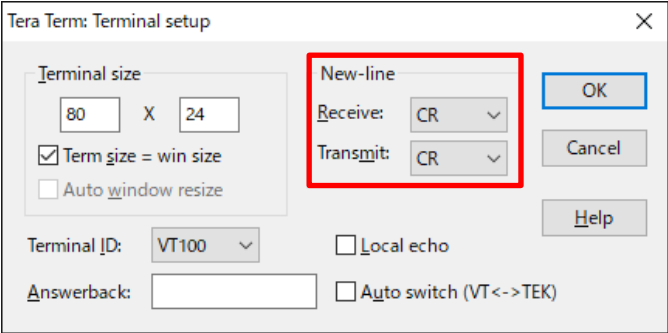 Tera Term: Terminal setup
Terminal size
80 X 24
Term size = win size
Auto window resize
New-line
Receive: CR
Transmit: CR
OK
Cancel
Help
Terminal ID: VT100
Local echo
Answerback:
Auto switch (VT<->TEK)